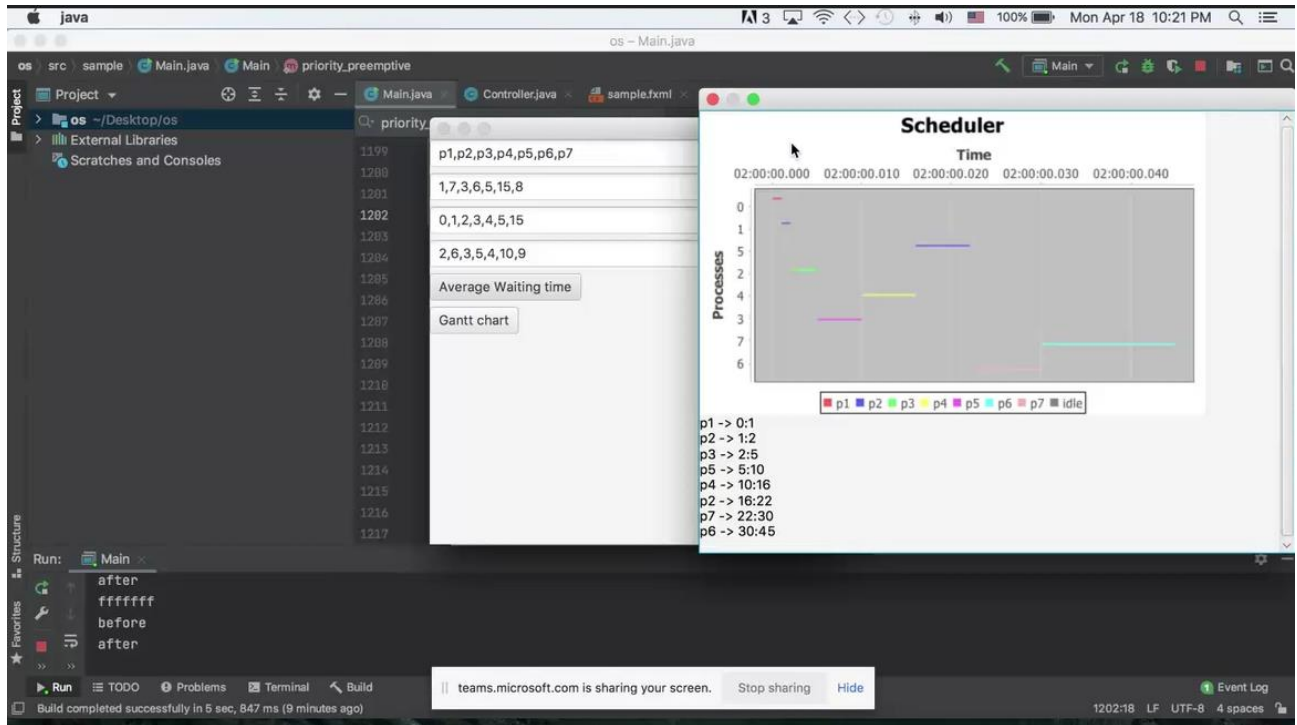 java
3
100%
Mon Apr 18 10:21 PM
os – Main.java
os
src
sample
Main.java
Main
priority_preemptive
Main
Project
Project
Main.java
Controller.java
sample.fxml
os ~/Desktop/os
External Libraries
Scratches and Consoles
priority_
1199
1200
1201
1202
1203
1204
1205
1206
1207
1208
1209
1210
1211
1212
1213
1214
1215
1216
1217
p1,p2,p3,p4,p5,p6,p7
1,7,3,6,5,15,8
0,1,2,3,4,5,15
2,6,3,5,4,10,9
Average Waiting time
Gantt chart
Scheduler
Time
02:00:00.000 02:00:00.010 02:00:00.020 02:00:00.030 02:00:00.040
Processes
0
1
5
2
4
3
7
6
p1 p2 p3 p4 p5 p6 p7 idle
p1 -> 0:1
p2 -> 1:2
p3 -> 2:5
p5 -> 5:10
p4 -> 10:16
p2 -> 16:22
p7 -> 22:30
p6 -> 30:45
Structure
Favorites
Run: Main
after
fffffff
before
after
teams.microsoft.com is sharing your screen. Stop sharing Hide
Run TODO Problems Terminal Build
1 Event Log
Build completed successfully in 5 sec, 847 ms (9 minutes ago)
1202:18 LF UTF-8 4 spaces